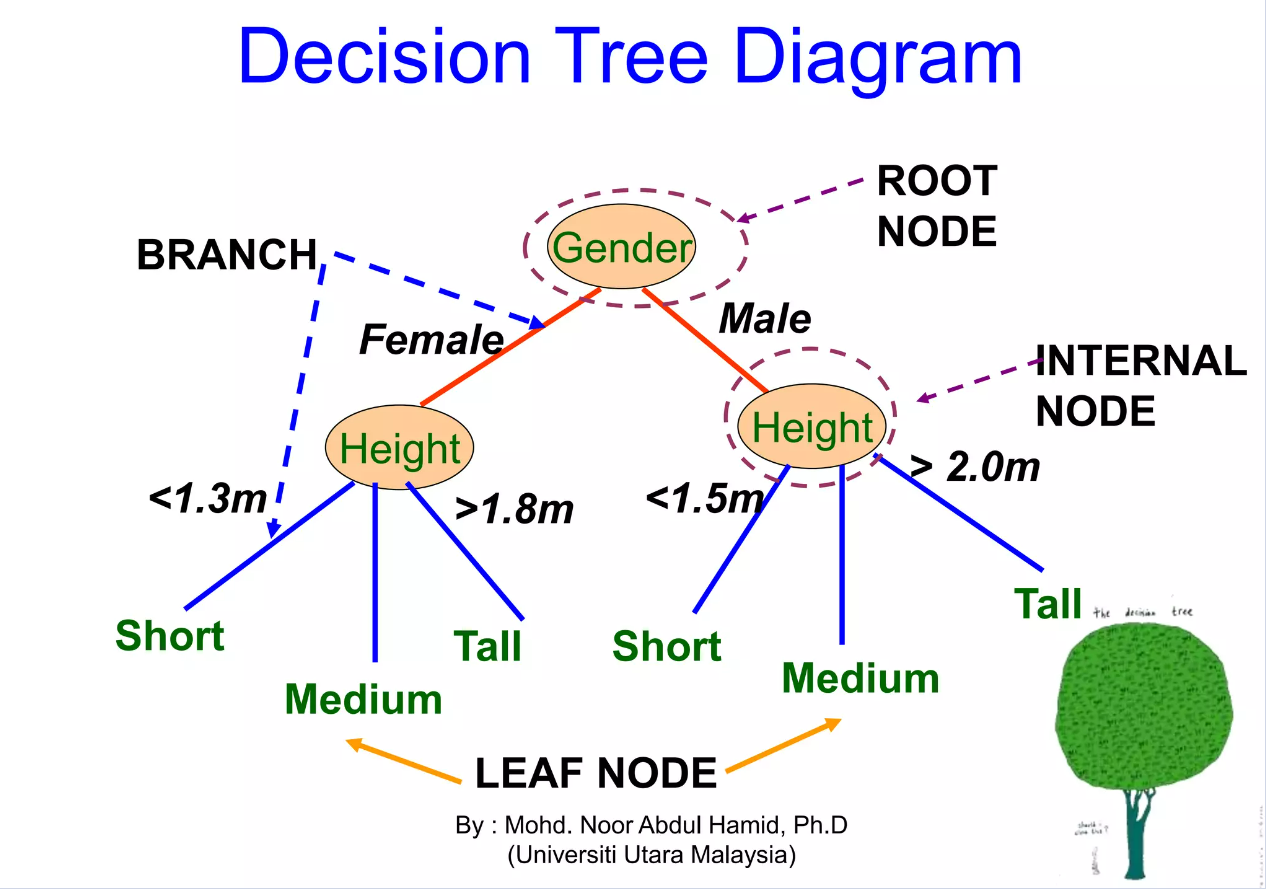 Decision Tree Diagram
ROOT
NODE
BRANCH
Gender
Female
Male
INTERNAL
NODE
Height
Height
<1.3m
>1.8m
<1.5m
> 2.0m
Short
Medium
Tall
Short
Medium
Tall
the decision tree
LEAF NODE
By : Mohd. Noor Abdul Hamid, Ph.D
(Universiti Utara Malaysia)